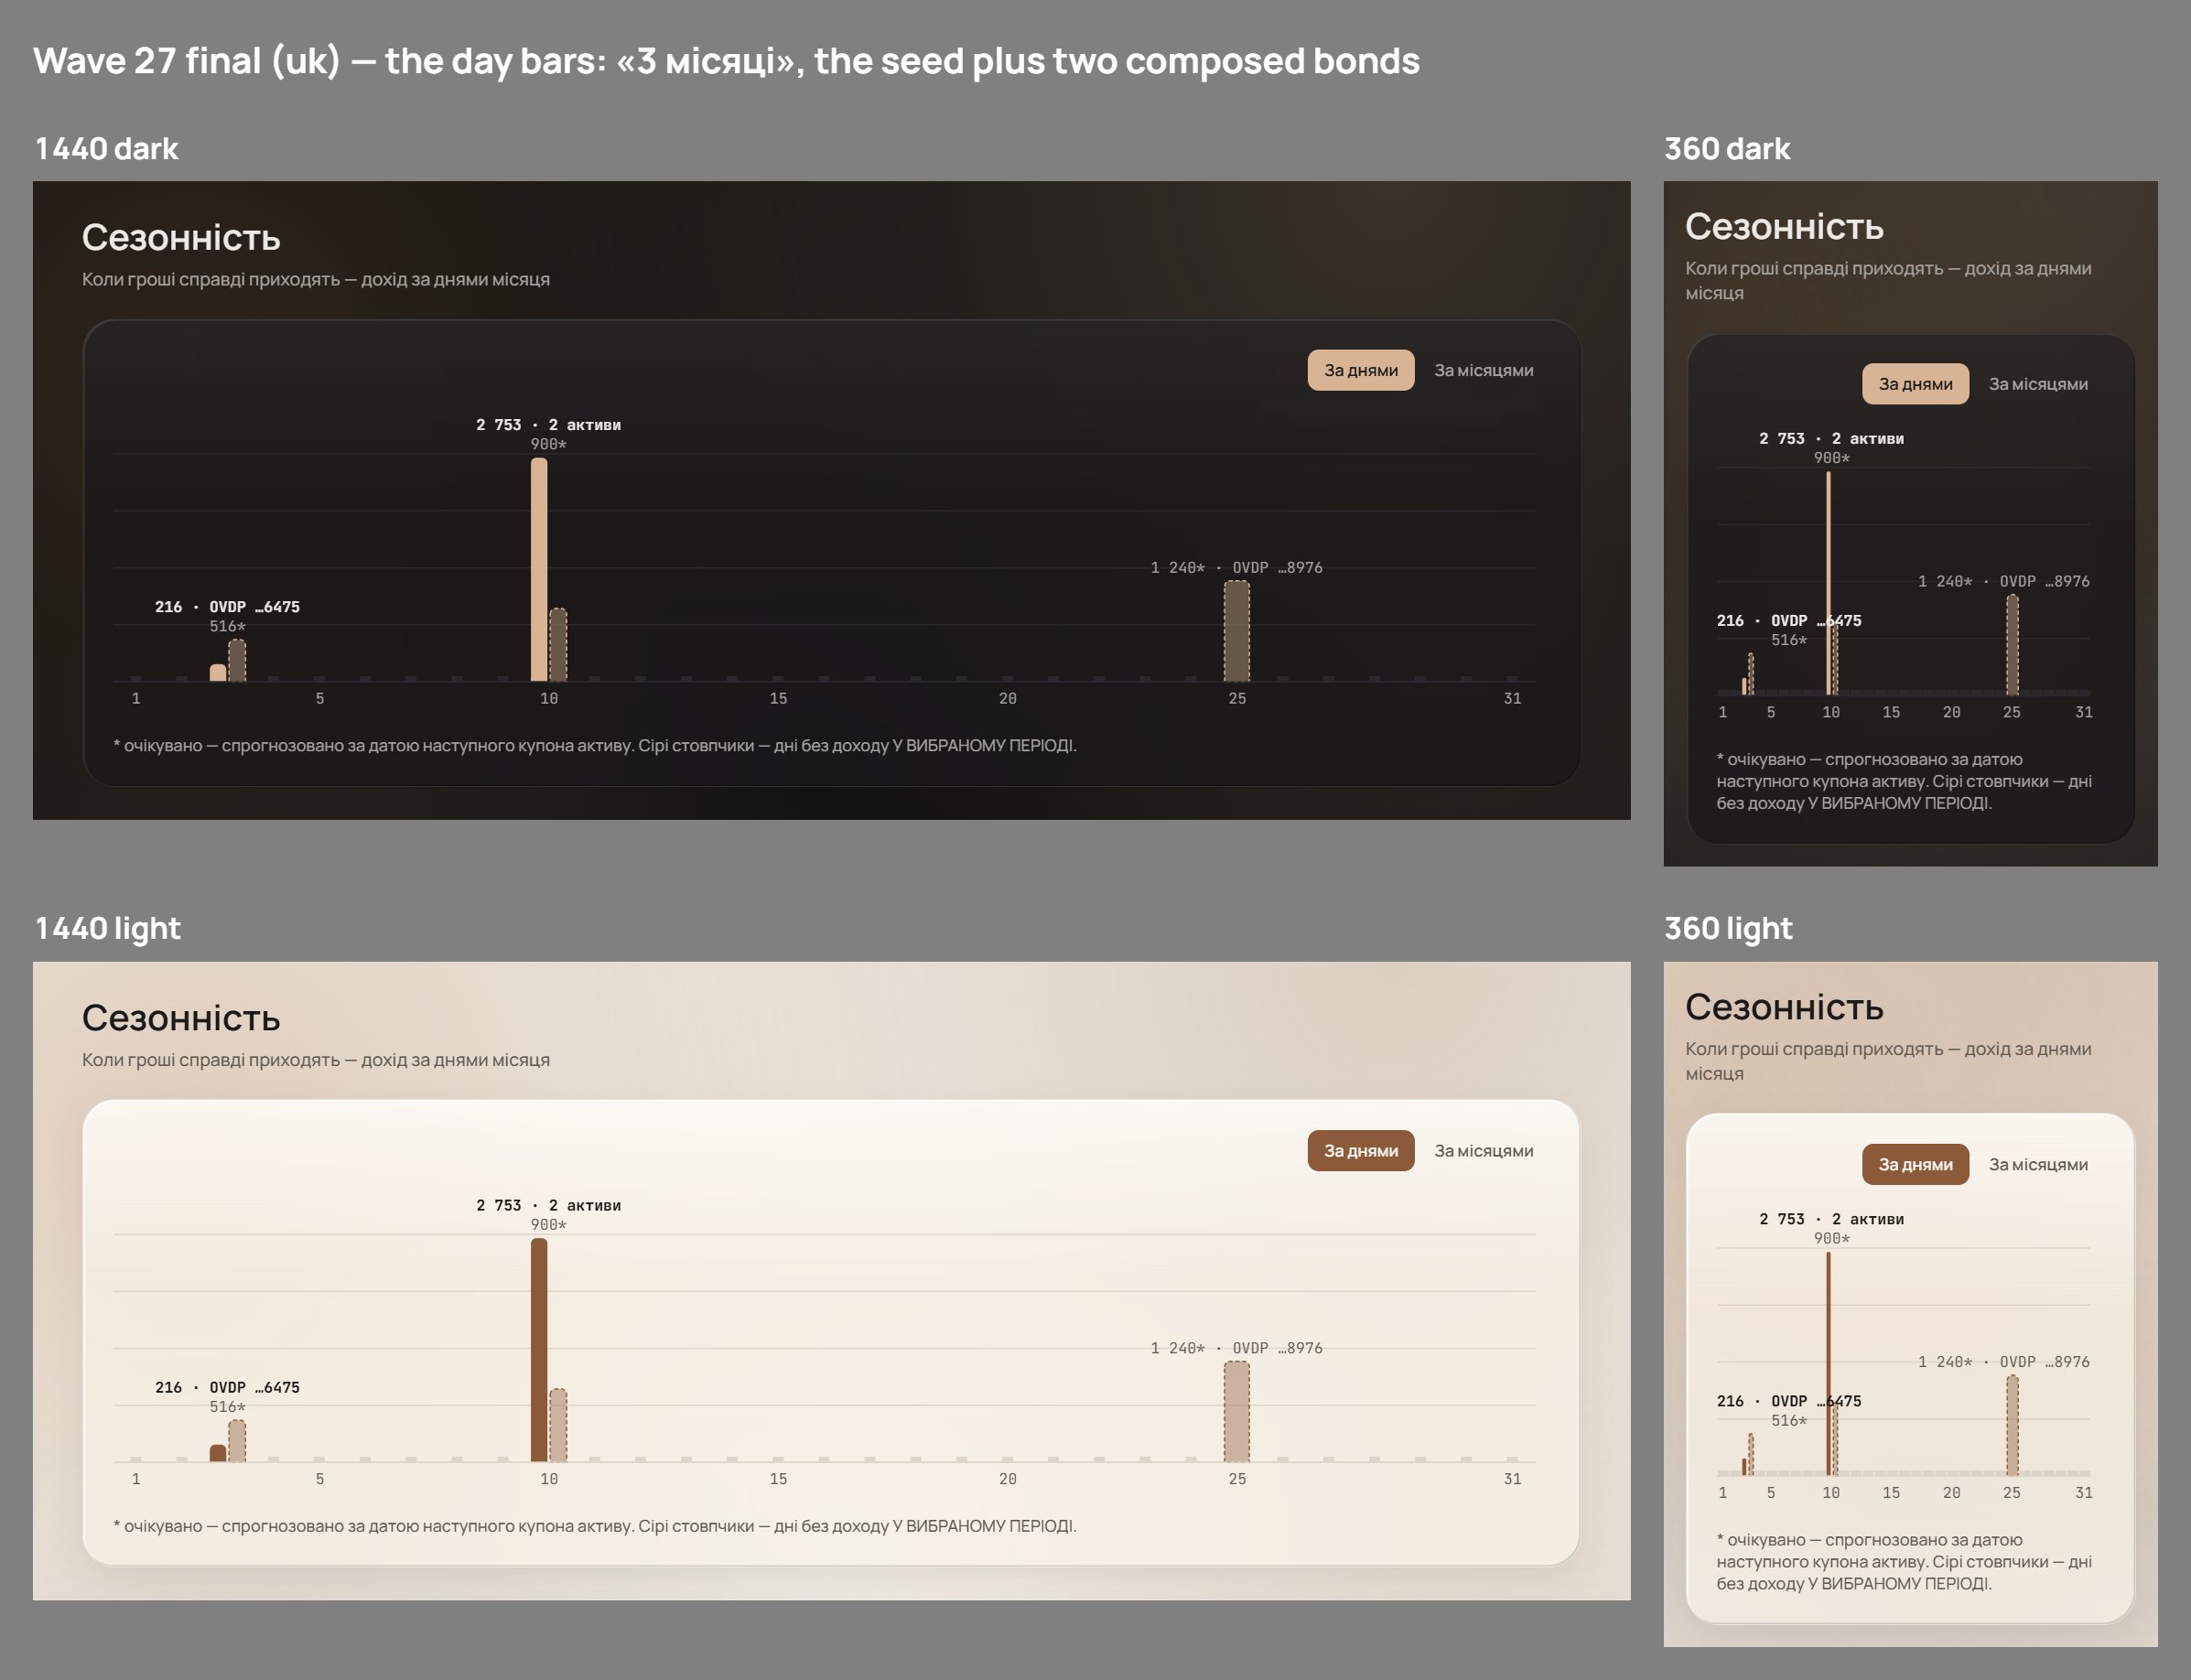 Wave 27 final (uk) — the day bars: «3 місяці», the seed plus two composed bonds
1440 dark
Сезонність
Коли гроші справді приходять — дохід за днями місяця
За днями За місяцями
2 753 · 2 активи
900*
1 240* · OVDP …8976
216 · OVDP …6475
516*
1 5 10 15 20 25 31
* очікувано — спрогнозовано за датою наступного купона активу. Сірі стовпчики — дні без доходу У ВИБРАНОМУ ПЕРІОДІ.
360 dark
Сезонність
Коли гроші справді приходять — дохід за днями
місяця
За днями За місяцями
2 753 · 2 активи
900*
1 240* · OVDP …8976
216 · OVDP …6475
516*
1 5 10 15 20 25 31
* очікувано — спрогнозовано за датою
наступного купона активу. Сірі стовпчики — дні
без доходу У ВИБРАНОМУ ПЕРІОДІ.
1440 light
Сезонність
Коли гроші справді приходять — дохід за днями місяця
За днями За місяцями
2 753 · 2 активи
900*
1 240* · OVDP …8976
216 · OVDP …6475
516*
1 5 10 15 20 25 31
* очікувано — спрогнозовано за датою наступного купона активу. Сірі стовпчики — дні без доходу У ВИБРАНОМУ ПЕРІОДІ.
360 light
Сезонність
Коли гроші справді приходять — дохід за днями
місяця
За днями За місяцями
2 753 · 2 активи
900*
1 240* · OVDP …8976
216 · OVDP …6475
516*
1 5 10 15 20 25 31
* очікувано — спрогнозовано за датою
наступного купона активу. Сірі стовпчики — дні
без доходу У ВИБРАНОМУ ПЕРІОДІ.